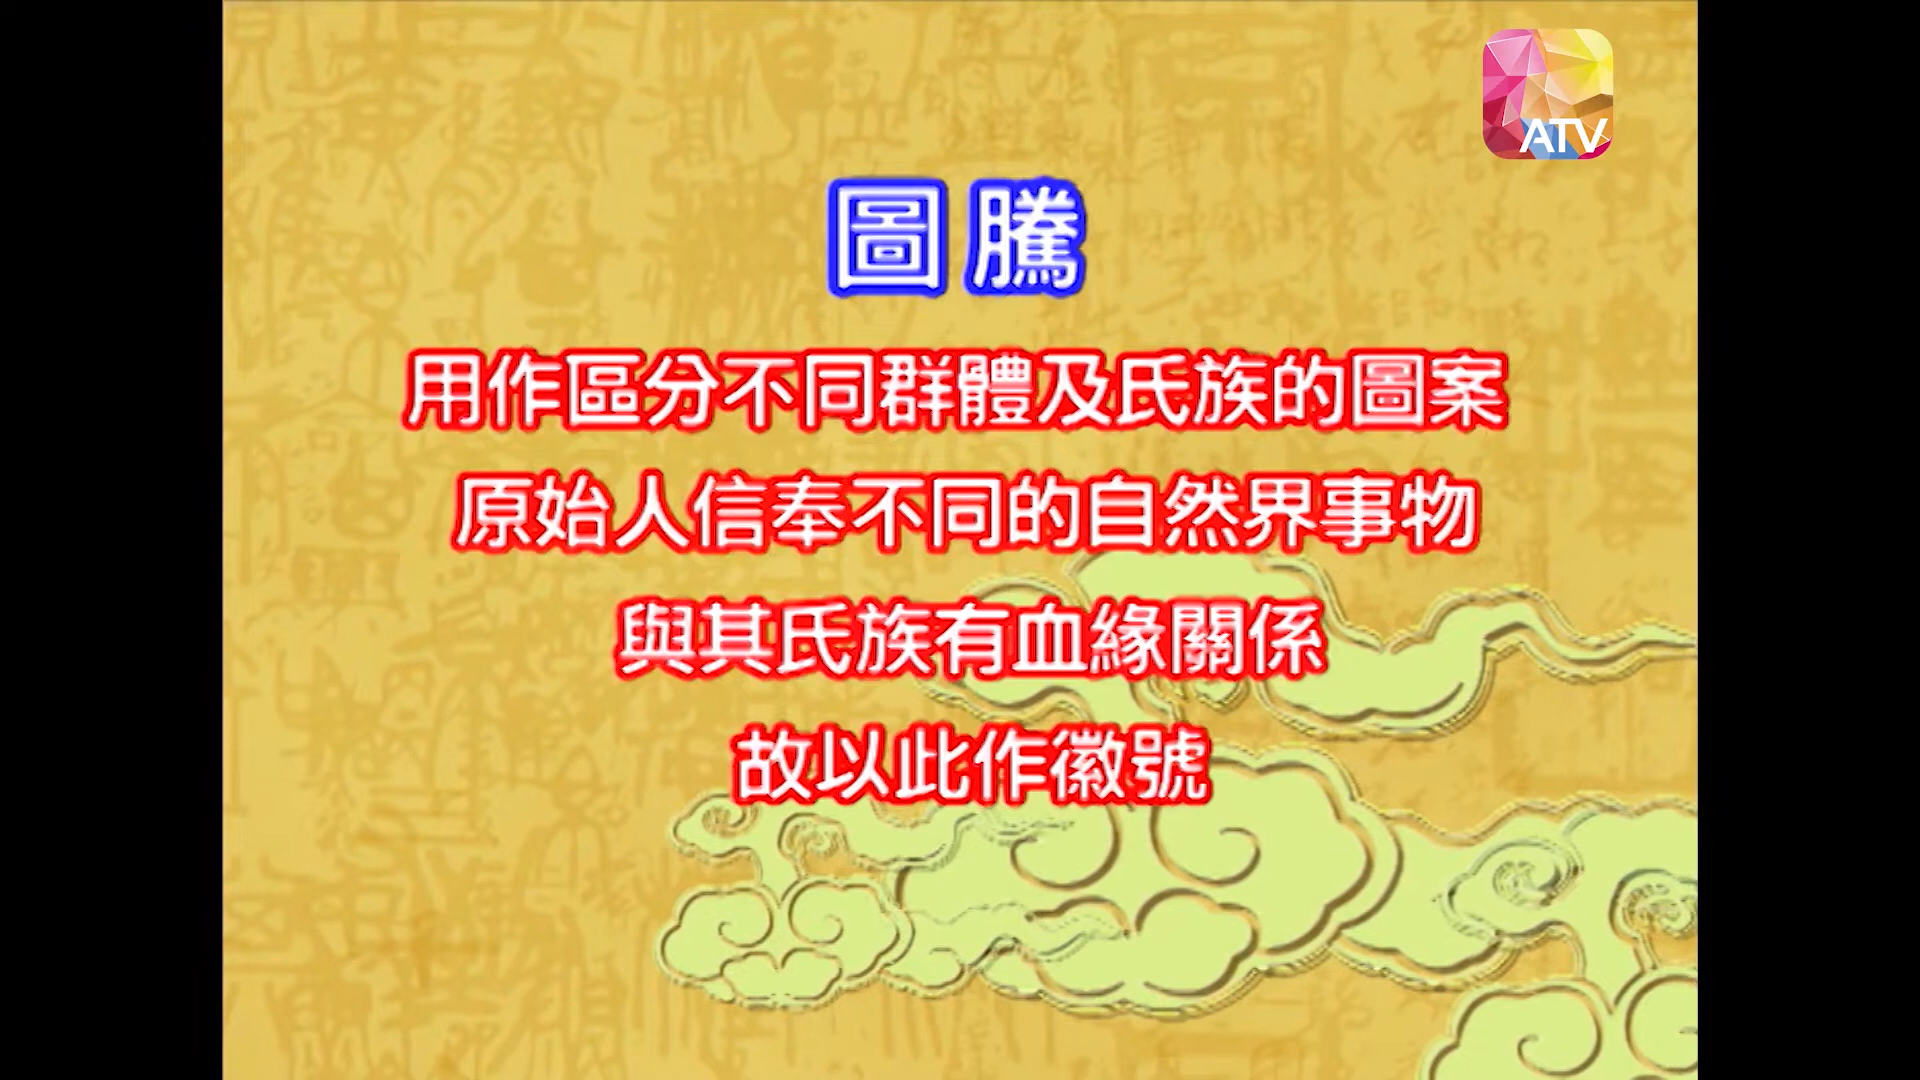 ATV
圖騰
用作區分不同群體及氏族的圖案
原始人信奉不同的自然界事物
與其氏族有血緣關係
故以此作徽號